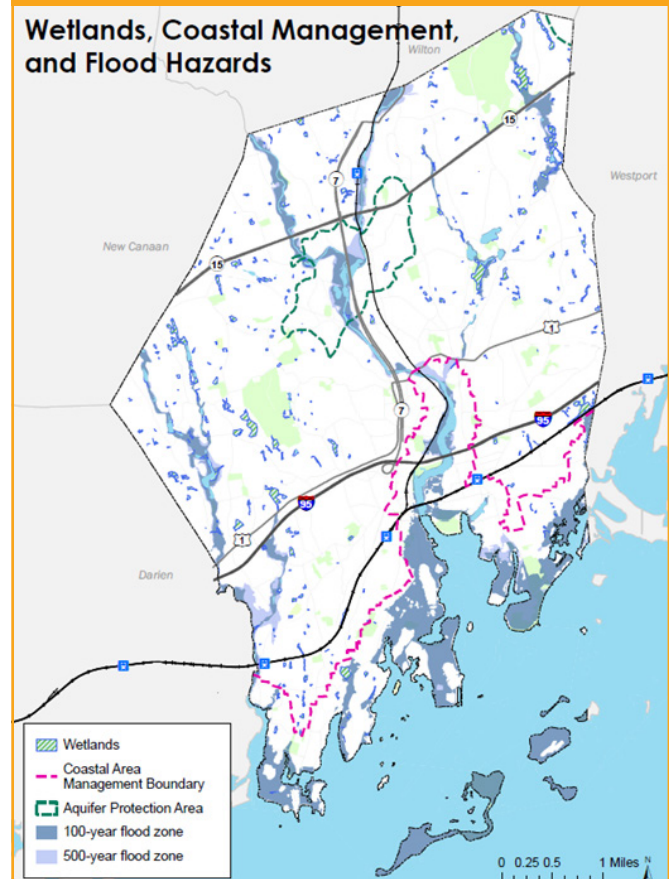 Wetlands, Coastal Management,
and Flood Hazards
Wilton
15
Westport
7
New Canaan
15
1
7
95
95
1
Darien
Wetlands
Coastal Area
Management Boundary
Aquifer Protection Area
100-year flood zone
500-year flood zone
0 0.25 0.5 1 Miles
N